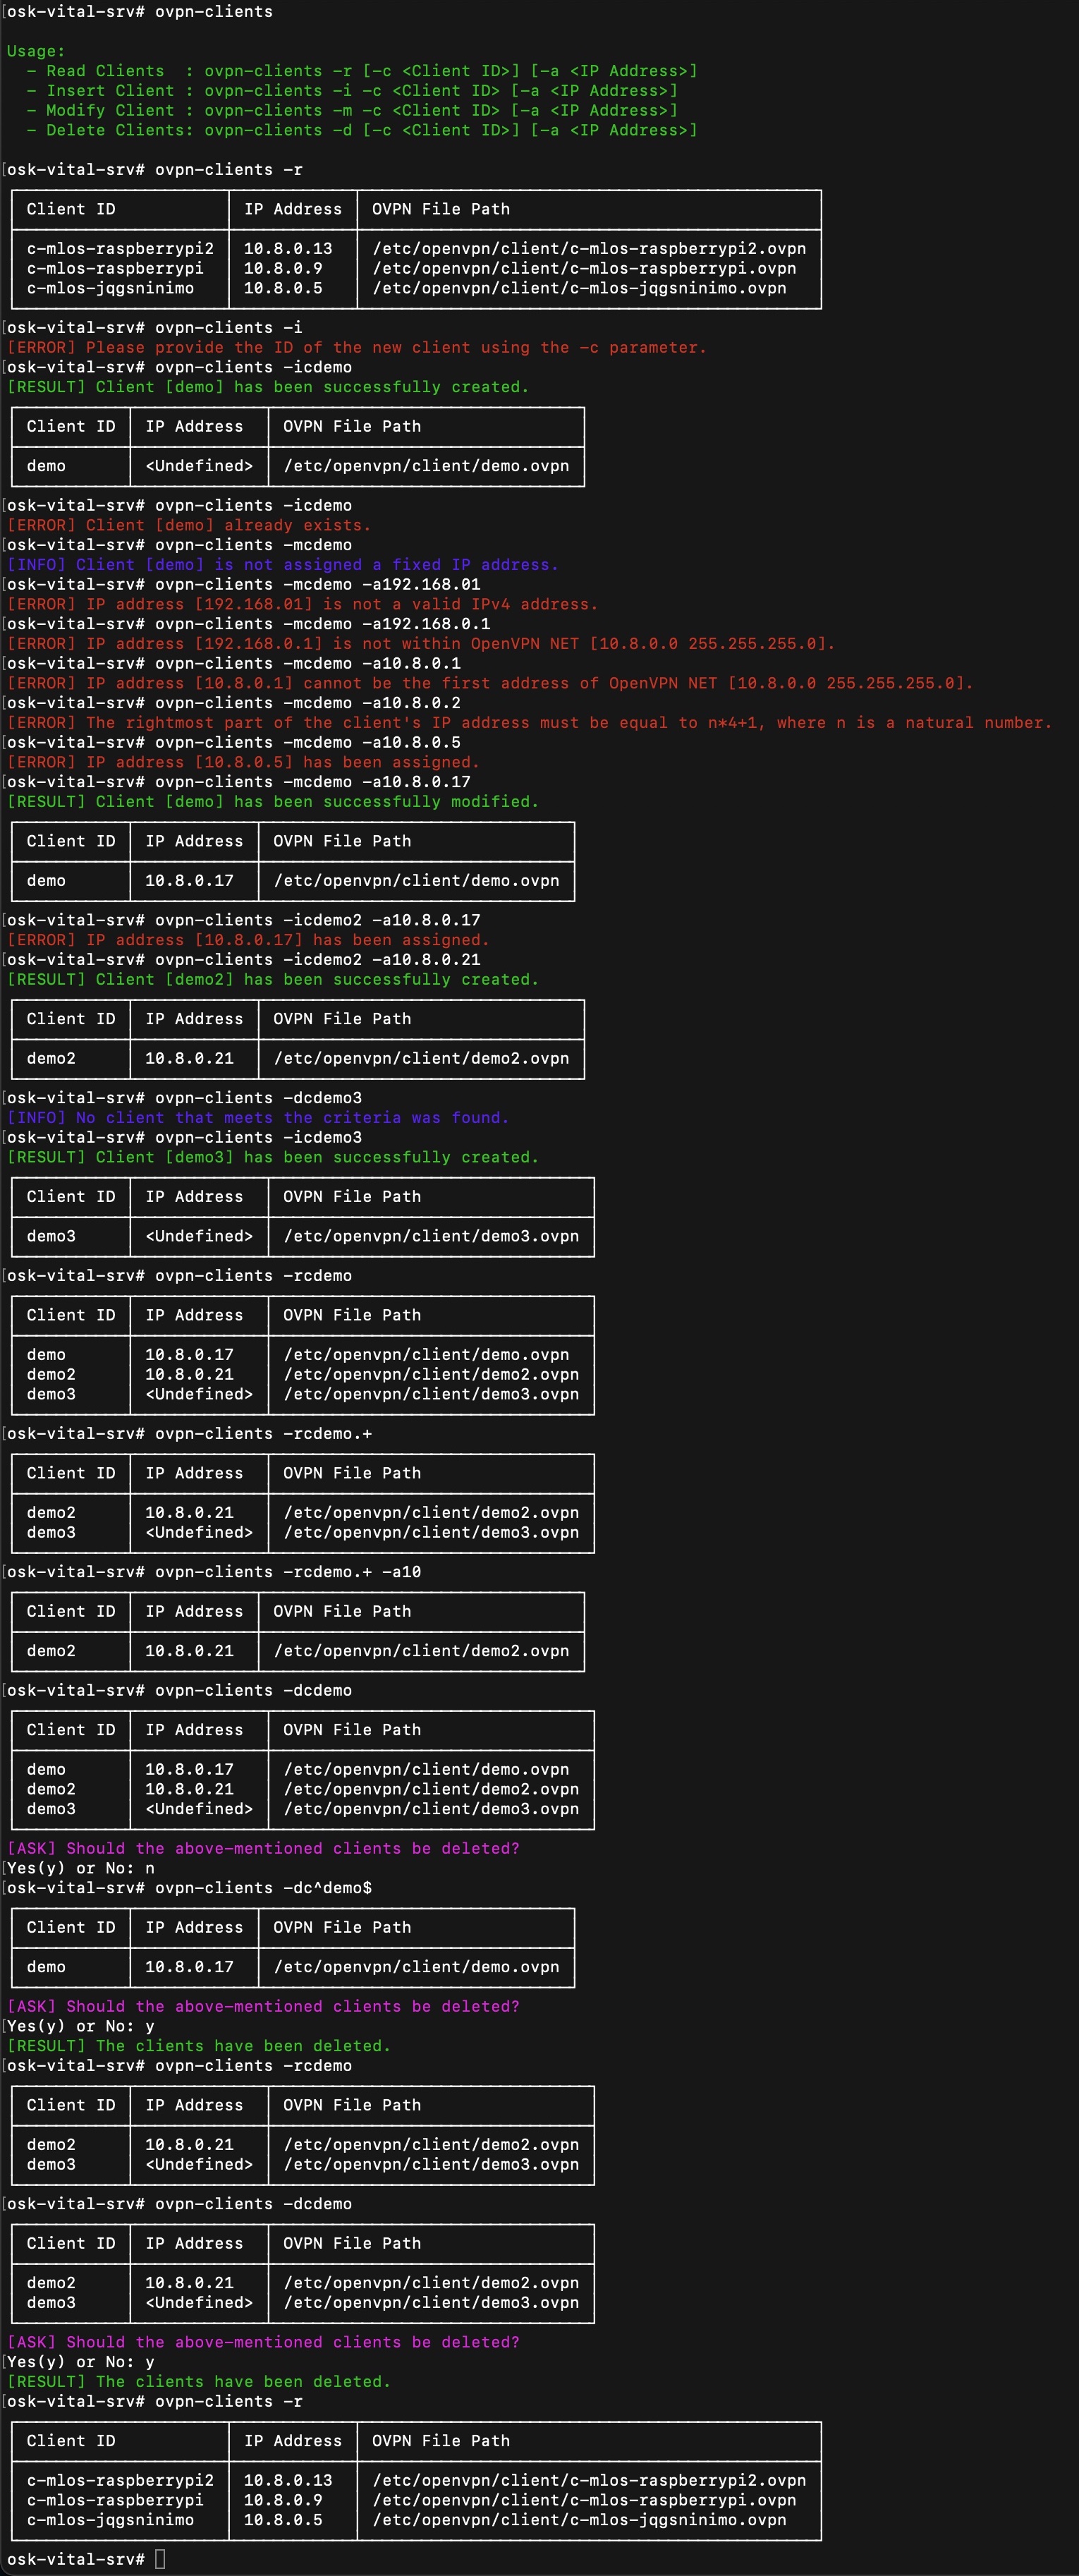 [osk-vital-srv# ovpn-clients
Usage:
  - Read Clients  : ovpn-clients -r [-c <Client ID>] [-a <IP Address>]
  - Insert Client : ovpn-clients -i -c <Client ID> [-a <IP Address>]
  - Modify Client : ovpn-clients -m -c <Client ID> [-a <IP Address>]
  - Delete Clients: ovpn-clients -d [-c <Client ID>] [-a <IP Address>]
[osk-vital-srv# ovpn-clients -r
Client ID | IP Address | OVPN File Path
c-mlos-raspberrypi2 | 10.8.0.13 | /etc/openvpn/client/c-mlos-raspberrypi2.ovpn
c-mlos-raspberrypi | 10.8.0.9 | /etc/openvpn/client/c-mlos-raspberrypi.ovpn
c-mlos-jqgsninimo | 10.8.0.5 | /etc/openvpn/client/c-mlos-jqgsninimo.ovpn
[osk-vital-srv# ovpn-clients -i
[ERROR] Please provide the ID of the new client using the -c parameter.
[osk-vital-srv# ovpn-clients -icdemo
[RESULT] Client [demo] has been successfully created.
Client ID | IP Address | OVPN File Path
demo | <Undefined> | /etc/openvpn/client/demo.ovpn
[osk-vital-srv# ovpn-clients -icdemo
[ERROR] Client [demo] already exists.
[osk-vital-srv# ovpn-clients -mcdemo
[INFO] Client [demo] is not assigned a fixed IP address.
[osk-vital-srv# ovpn-clients -mcdemo -a192.168.01
[ERROR] IP address [192.168.01] is not a valid IPv4 address.
[osk-vital-srv# ovpn-clients -mcdemo -a192.168.0.1
[ERROR] IP address [192.168.0.1] is not within OpenVPN NET [10.8.0.0 255.255.255.0].
[osk-vital-srv# ovpn-clients -mcdemo -a10.8.0.1
[ERROR] IP address [10.8.0.1] cannot be the first address of OpenVPN NET [10.8.0.0 255.255.255.0].
[osk-vital-srv# ovpn-clients -mcdemo -a10.8.0.2
[ERROR] The rightmost part of the client's IP address must be equal to n*4+1, where n is a natural number.
[osk-vital-srv# ovpn-clients -mcdemo -a10.8.0.5
[ERROR] IP address [10.8.0.5] has been assigned.
[osk-vital-srv# ovpn-clients -mcdemo -a10.8.0.17
[RESULT] Client [demo] has been successfully modified.
Client ID | IP Address | OVPN File Path
demo | 10.8.0.17 | /etc/openvpn/client/demo.ovpn
[osk-vital-srv# ovpn-clients -icdemo2 -a10.8.0.17
[ERROR] IP address [10.8.0.17] has been assigned.
[osk-vital-srv# ovpn-clients -icdemo2 -a10.8.0.21
[RESULT] Client [demo2] has been successfully created.
Client ID | IP Address | OVPN File Path
demo2 | 10.8.0.21 | /etc/openvpn/client/demo2.ovpn
[osk-vital-srv# ovpn-clients -dcdemo3
[INFO] No client that meets the criteria was found.
[osk-vital-srv# ovpn-clients -icdemo3
[RESULT] Client [demo3] has been successfully created.
Client ID | IP Address | OVPN File Path
demo3 | <Undefined> | /etc/openvpn/client/demo3.ovpn
[osk-vital-srv# ovpn-clients -rcdemo
Client ID | IP Address | OVPN File Path
demo | 10.8.0.17 | /etc/openvpn/client/demo.ovpn
demo2 | 10.8.0.21 | /etc/openvpn/client/demo2.ovpn
demo3 | <Undefined> | /etc/openvpn/client/demo3.ovpn
[osk-vital-srv# ovpn-clients -rcdemo.+
Client ID | IP Address | OVPN File Path
demo2 | 10.8.0.21 | /etc/openvpn/client/demo2.ovpn
demo3 | <Undefined> | /etc/openvpn/client/demo3.ovpn
[osk-vital-srv# ovpn-clients -rcdemo.+ -a10
Client ID | IP Address | OVPN File Path
demo2 | 10.8.0.21 | /etc/openvpn/client/demo2.ovpn
[osk-vital-srv# ovpn-clients -dcdemo
Client ID | IP Address | OVPN File Path
demo | 10.8.0.17 | /etc/openvpn/client/demo.ovpn
demo2 | 10.8.0.21 | /etc/openvpn/client/demo2.ovpn
demo3 | <Undefined> | /etc/openvpn/client/demo3.ovpn
[ASK] Should the above-mentioned clients be deleted?
[Yes(y) or No: n
[osk-vital-srv# ovpn-clients -dc^demo$
Client ID | IP Address | OVPN File Path
demo | 10.8.0.17 | /etc/openvpn/client/demo.ovpn
[ASK] Should the above-mentioned clients be deleted?
[Yes(y) or No: y
[RESULT] The clients have been deleted.
[osk-vital-srv# ovpn-clients -rcdemo
Client ID | IP Address | OVPN File Path
demo2 | 10.8.0.21 | /etc/openvpn/client/demo2.ovpn
demo3 | <Undefined> | /etc/openvpn/client/demo3.ovpn
[osk-vital-srv# ovpn-clients -dcdemo
Client ID | IP Address | OVPN File Path
demo2 | 10.8.0.21 | /etc/openvpn/client/demo2.ovpn
demo3 | <Undefined> | /etc/openvpn/client/demo3.ovpn
[ASK] Should the above-mentioned clients be deleted?
[Yes(y) or No: y
[RESULT] The clients have been deleted.
[osk-vital-srv# ovpn-clients -r
Client ID | IP Address | OVPN File Path
c-mlos-raspberrypi2 | 10.8.0.13 | /etc/openvpn/client/c-mlos-raspberrypi2.ovpn
c-mlos-raspberrypi | 10.8.0.9 | /etc/openvpn/client/c-mlos-raspberrypi.ovpn
c-mlos-jqgsninimo | 10.8.0.5 | /etc/openvpn/client/c-mlos-jqgsninimo.ovpn
osk-vital-srv#